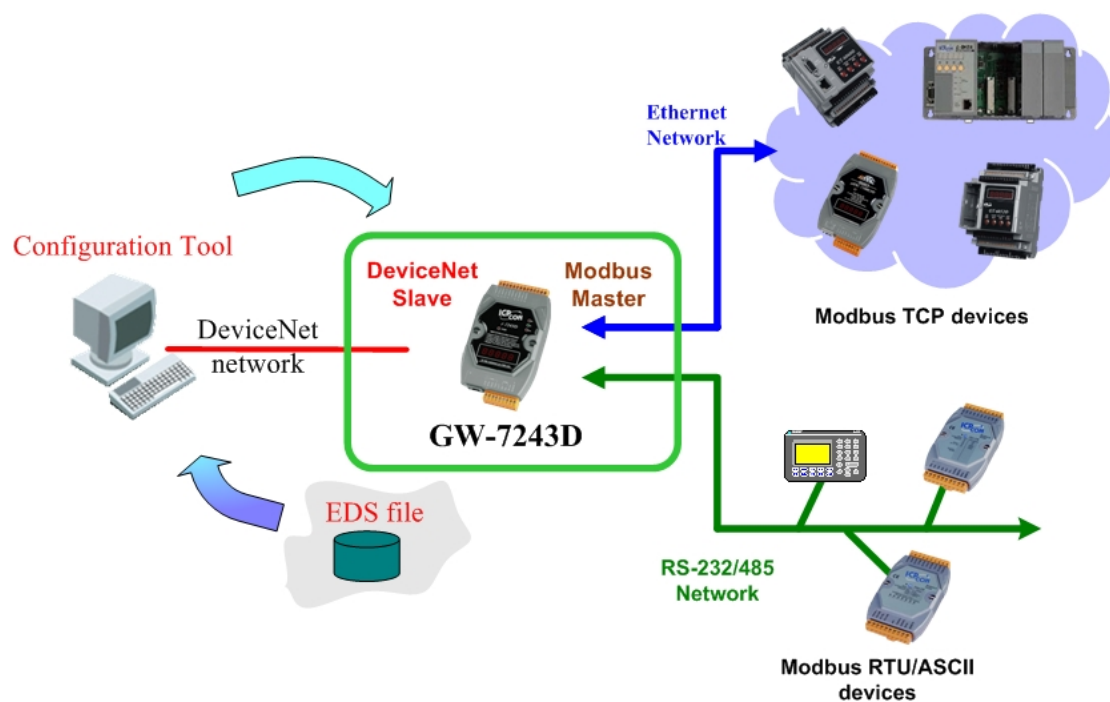 Ethernet
Network
Configuration Tool
DeviceNet
Slave
Modbus
Master
DeviceNet
network
GW-7243D
Modbus TCP devices
EDS file
RS-232/485
Network
Modbus RTU/ASCII
devices